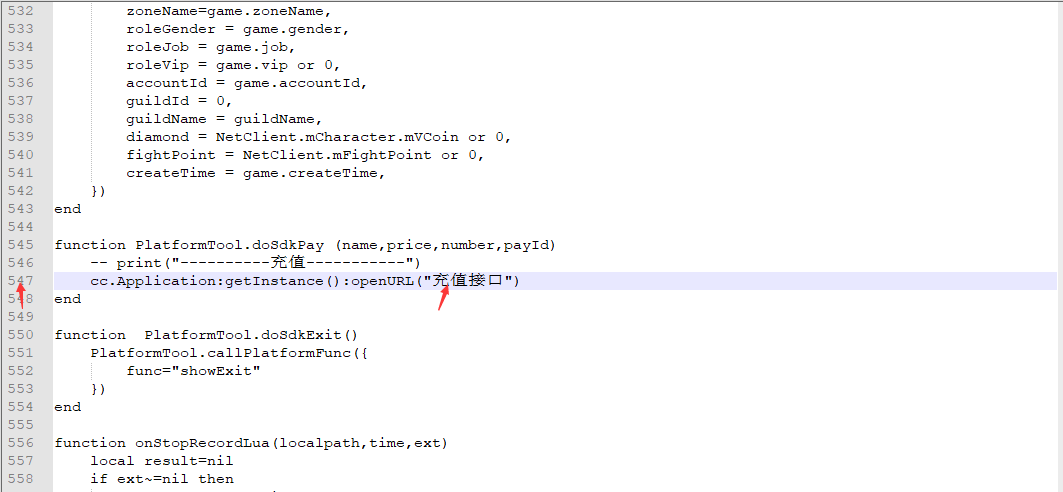 532 zoneName=game.zoneName,
533 roleGender = game.gender,
534 roleJob = game.job,
535 roleVip = game.vip or 0,
536 accountId = game.accountId,
537 guildId = 0,
538 guildName = guildName,
539 diamond = NetClient.mCharacter.mVCoin or 0,
540 fightPoint = NetClient.mFightPoint or 0,
541 createTime = game.createTime,
542 })
543 end
544
545 function PlatformTool.doSdkPay (name,price,number,payId)
546 -- print("----------充值-----------")
547 cc.Application:getInstance():openURL("充值接口")
548 end
549
550 function  PlatformTool.doSdkExit()
551 PlatformTool.callPlatformFunc({
552 func="showExit"
553 })
554 end
555
556 function onStopRecordLua(localpath,time,ext)
557 local result=nil
558 if ext~=nil then